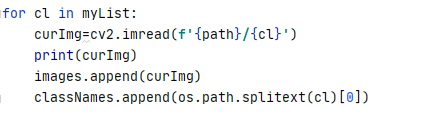 for cl in myList:
    curImg=cv2.imread(f'{path}/{cl}')
    print(curImg)
    images.append(curImg)
    classNames.append(os.path.splitext(cl)[0])